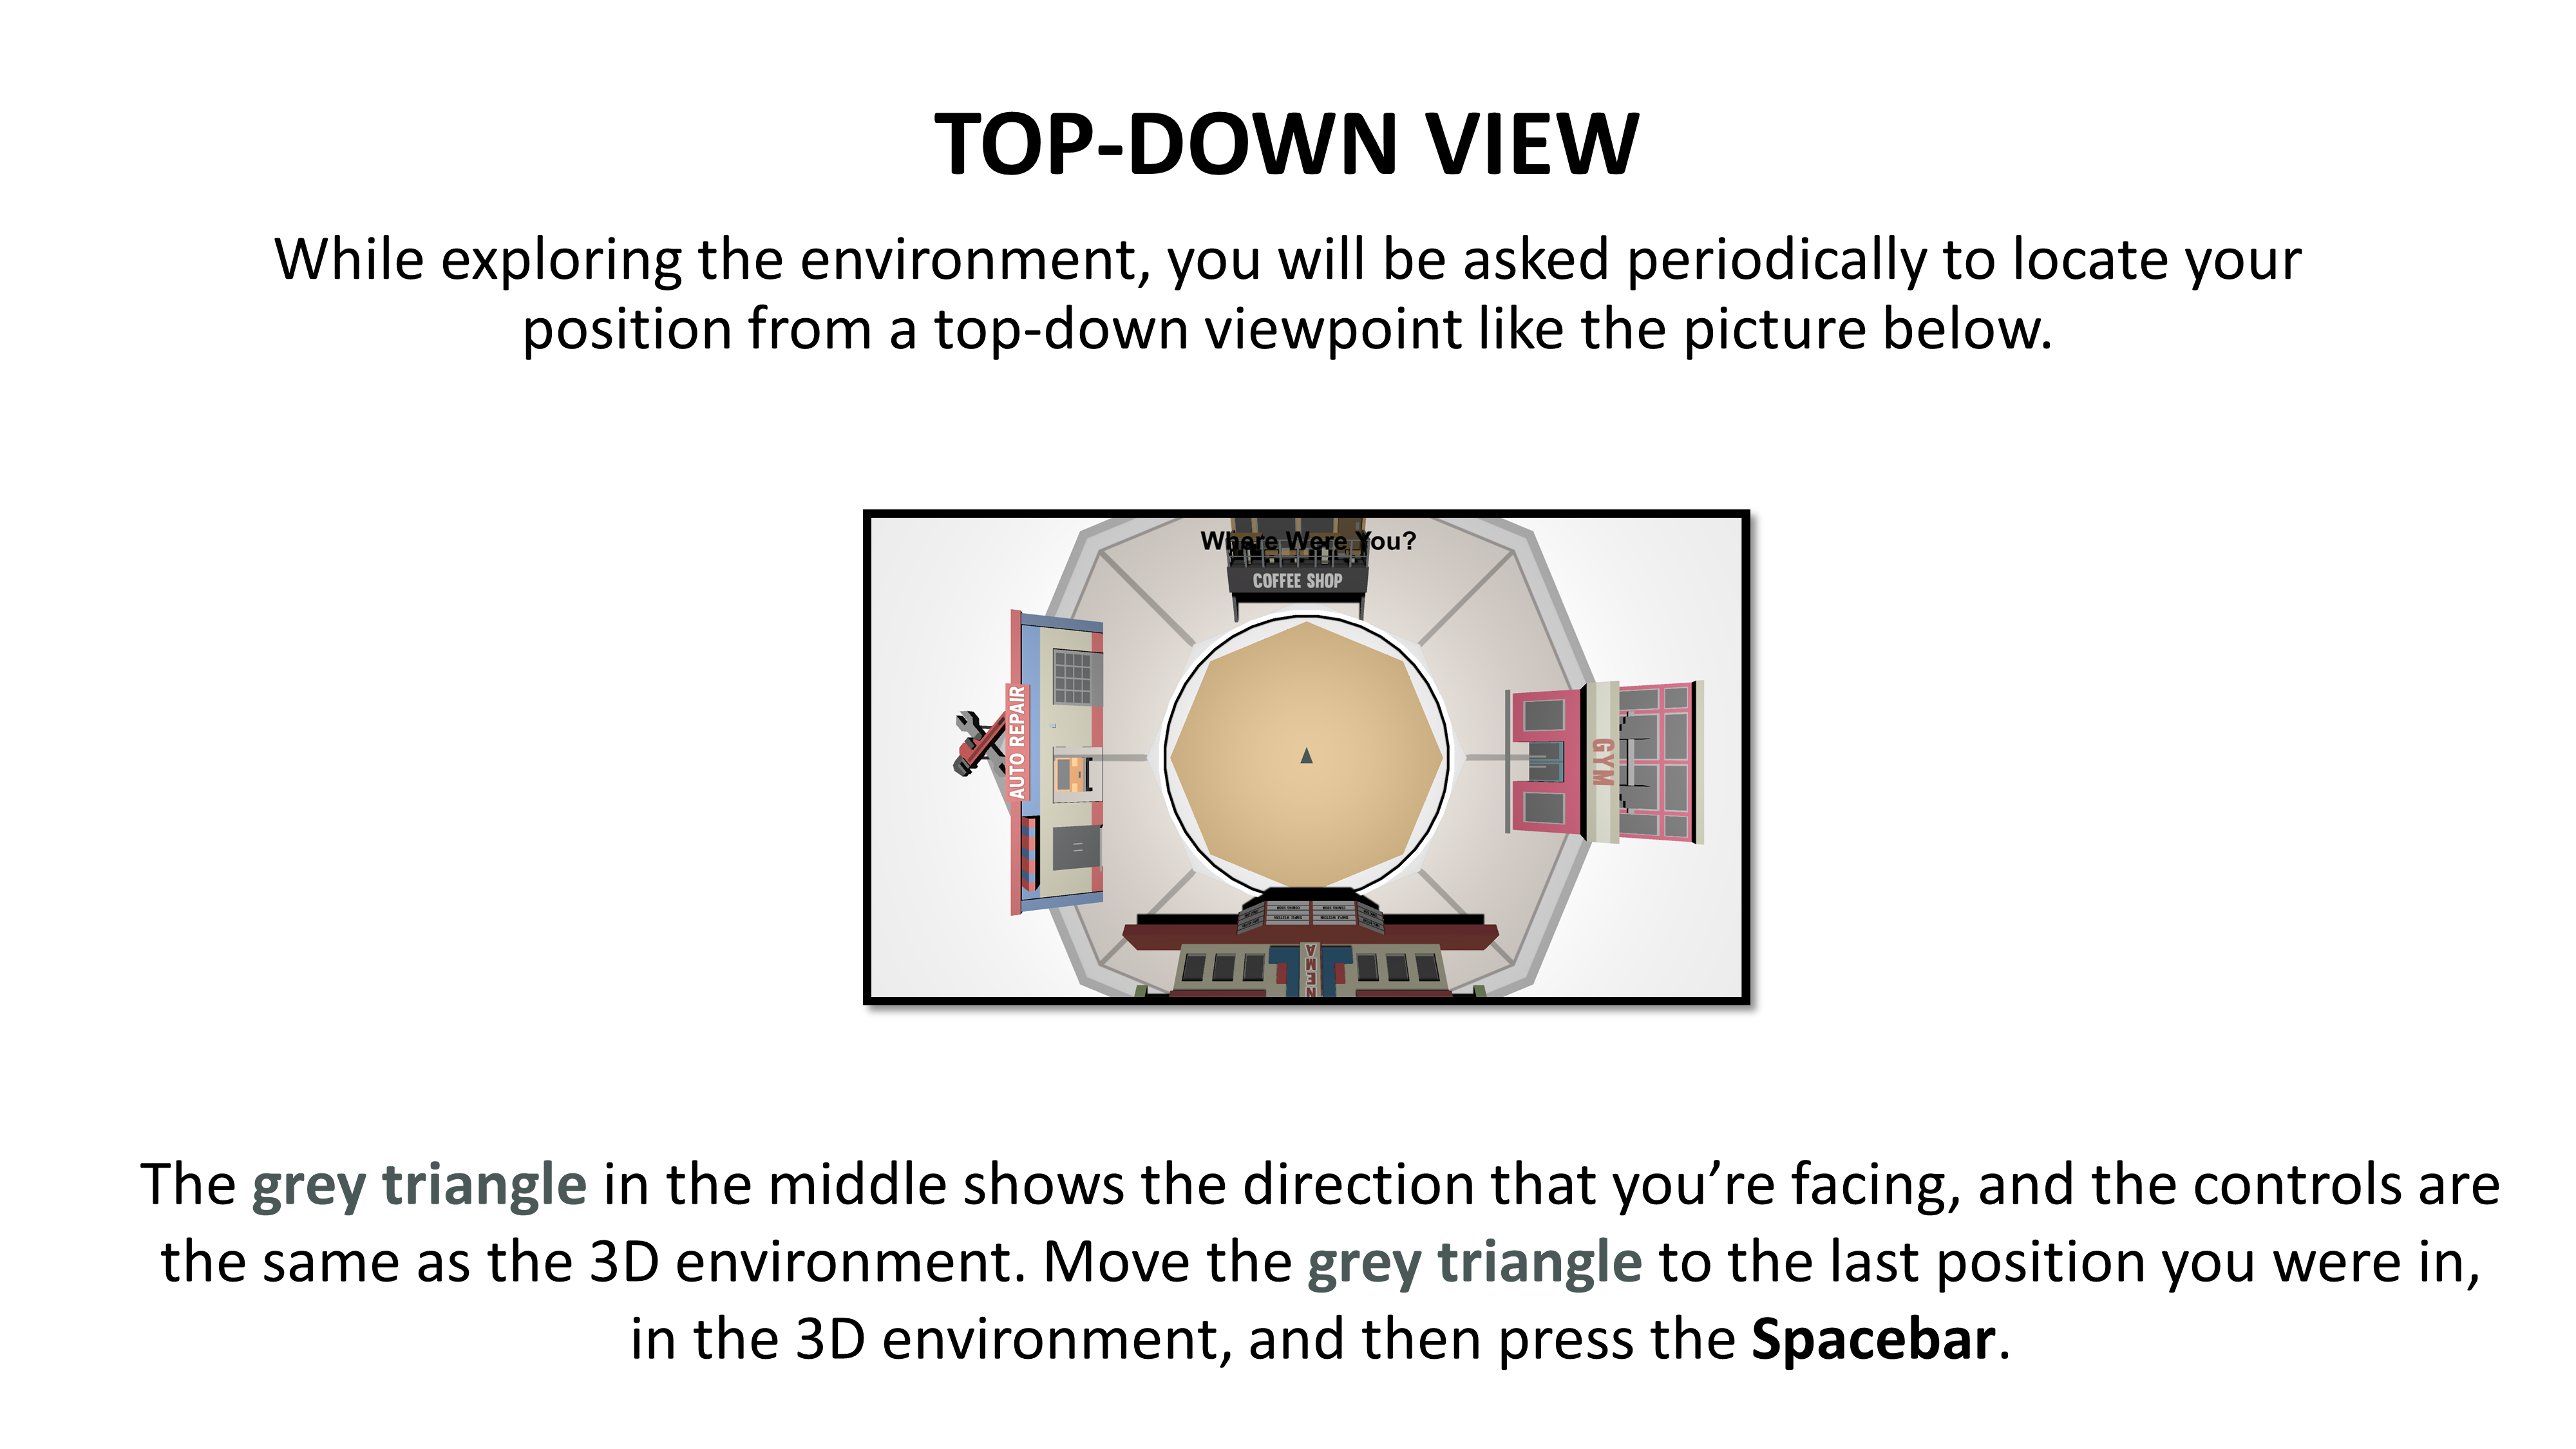 TOP-DOWN VIEW
While exploring the environment, you will be asked periodically to locate your
position from a top-down viewpoint like the picture below.
Where Were You?
COFFEE SHOP
AUTO REPAIR
GYM
The grey triangle in the middle shows the direction that you’re facing, and the controls are
the same as the 3D environment. Move the grey triangle to the last position you were in,
in the 3D environment, and then press the Spacebar.